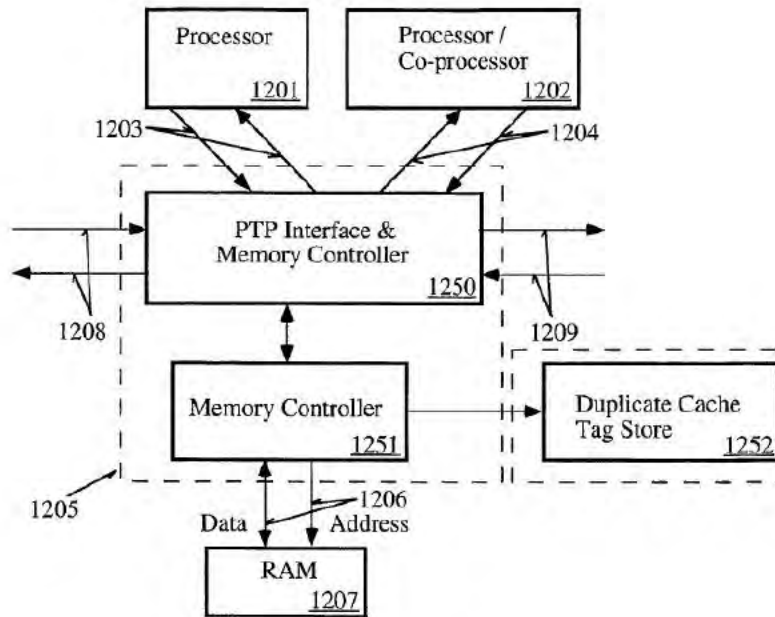 Processor
1201
Processor /
Co-processor
1202
1203
1204
PTP Interface &
Memory Controller
1250
1208
1209
Memory Controller
1251
Duplicate Cache
Tag Store
1252
1205
1206
Data
Address
RAM
1207